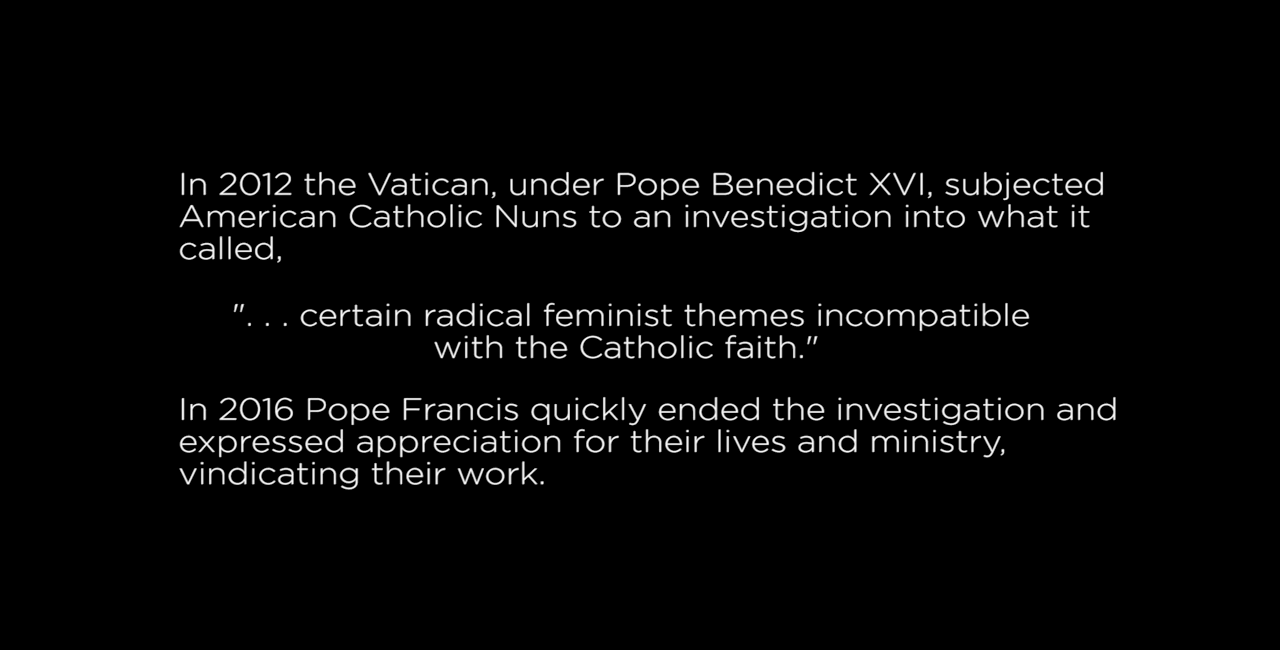 In 2012 the Vatican, under Pope Benedict XVI, subjected
American Catholic Nuns to an investigation into what it
called,
". . . certain radical feminist themes incompatible
with the Catholic faith."
In 2016 Pope Francis quickly ended the investigation and
expressed appreciation for their lives and ministry,
vindicating their work.